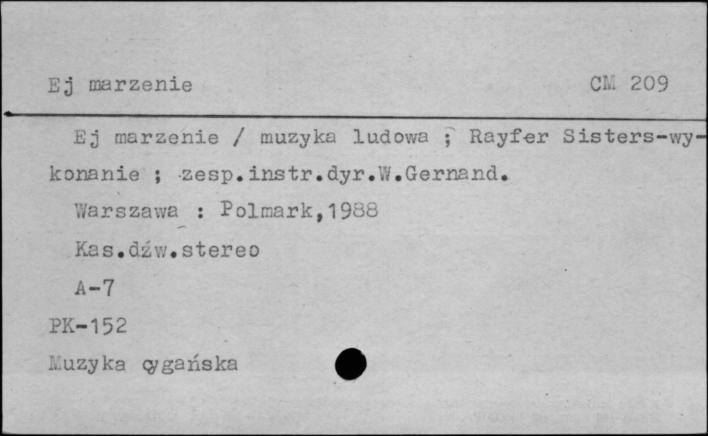 Ej marzenie CM 209
Ej marzenie / muzyka ludowa ; Rayfer Sisters-wy-
konanie ; zesp.instr.dyr.W.Gernand.
Warszawa : Polmark,1988
Kas.dźw.stereo
A-7
PK-152
Muzyka cygańska